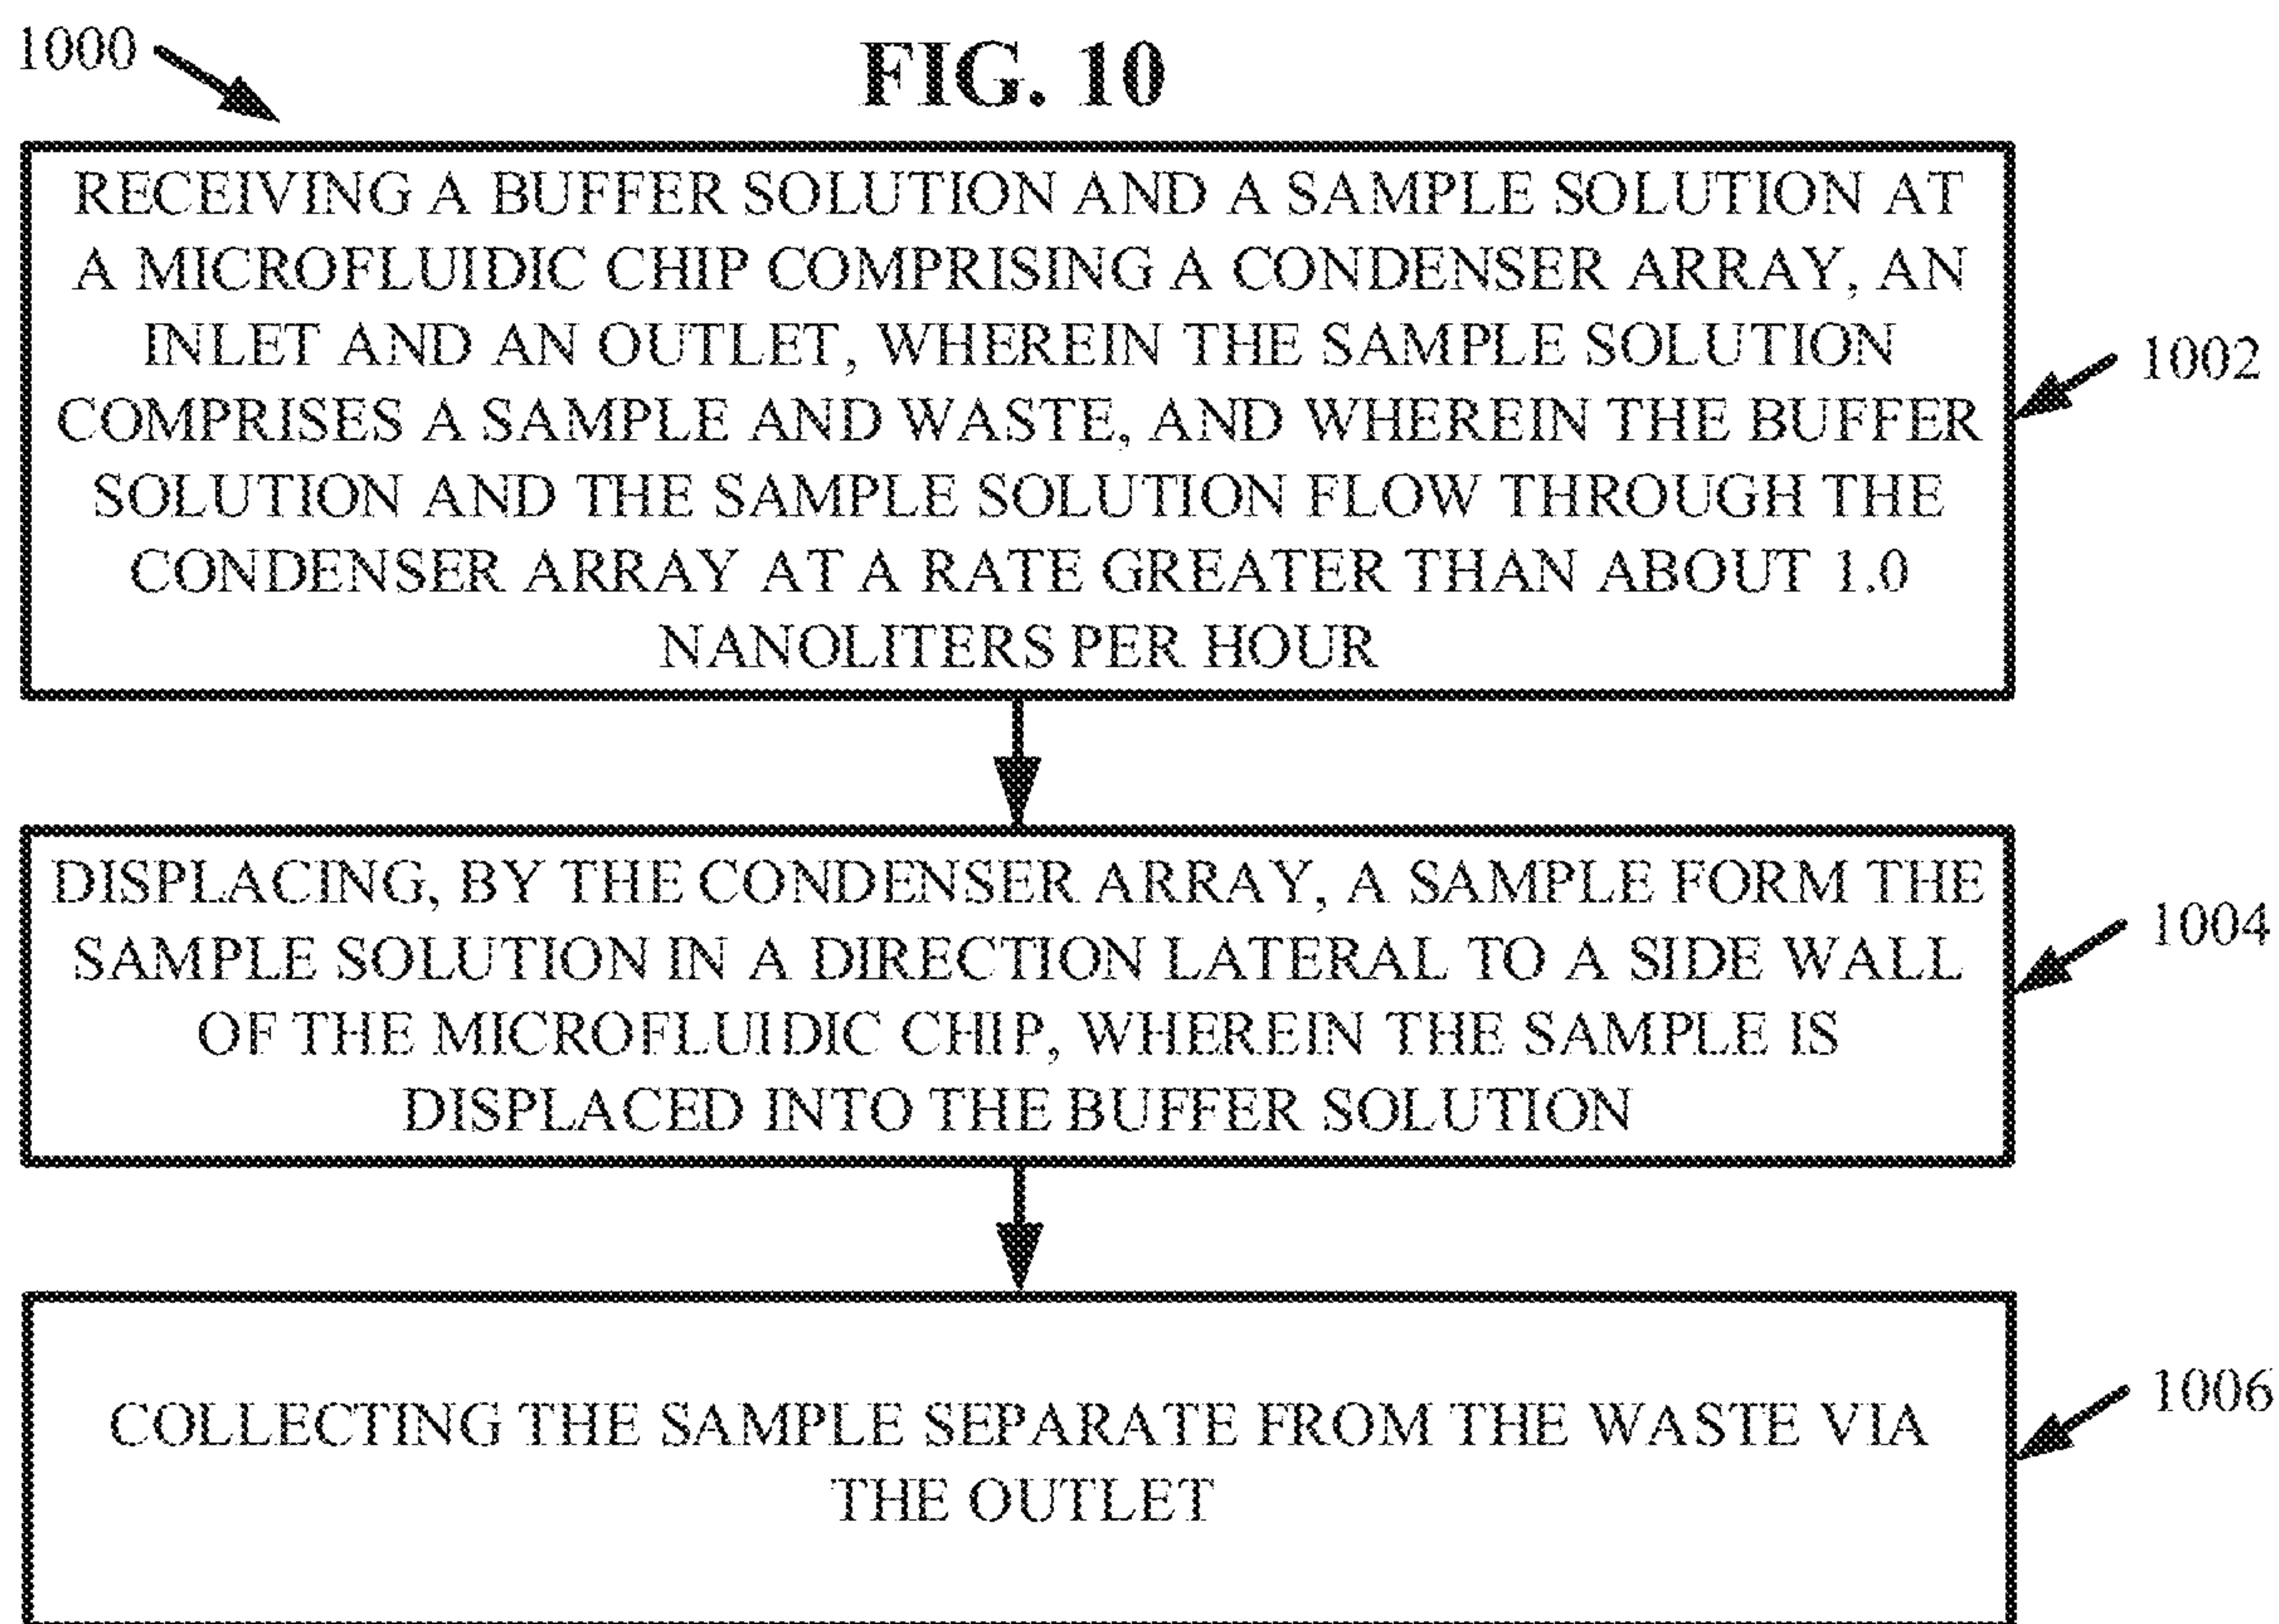 1000
FIG. 10
RECEIVING A BUFFER SOLUTION AND A SAMPLE SOLUTION AT
A MICROFLUIDIC CHIP COMPRISING A CONDENSER ARRAY, AN
INLET AND AN OUTLET, WHEREIN THE SAMPLE SOLUTION
COMPRISES A SAMPLE AND WASTE, AND WHEREIN THE BUFFER
SOLUTION AND THE SAMPLE SOLUTION FLOW THROUGH THE
CONDENSER ARRAY AT A RATE GREATER THAN ABOUT 1.0
NANOLITERS PER HOUR
1002
DISPLACING, BY THE CONDENSER ARRAY, A SAMPLE FORM THE
SAMPLE SOLUTION IN A DIRECTION LATERAL TO A SIDE WALL
OF THE MICROFLUIDIC CHIP, WHEREIN THE SAMPLE IS
DISPLACED INTO THE BUFFER SOLUTION
1004
COLLECTING THE SAMPLE SEPARATE FROM THE WASTE VIA
THE OUTLET
1006